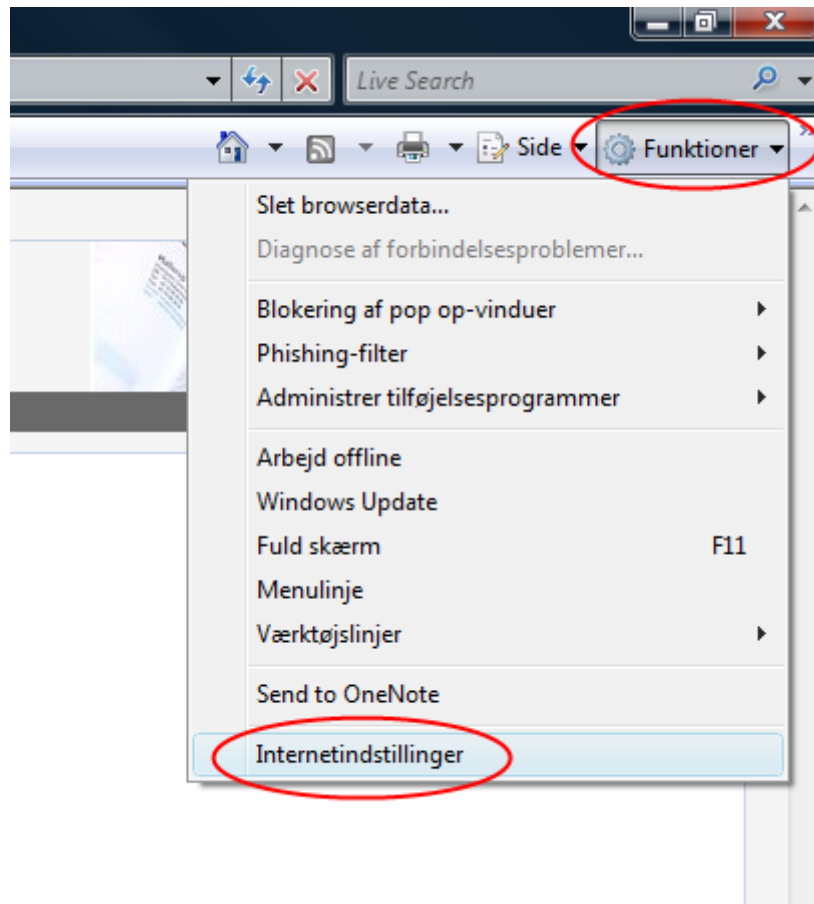 Live Search
Side
Funktioner
Slet browserdata...
Diagnose af forbindelsesproblemer...
Blokering af pop op-vinduer
Phishing-filter
Administrer tilføjelsesprogrammer
Arbejd offline
Windows Update
Fuld skærm F11
Menulinje
Værktøjslinjer
Send to OneNote
Internetindstillinger